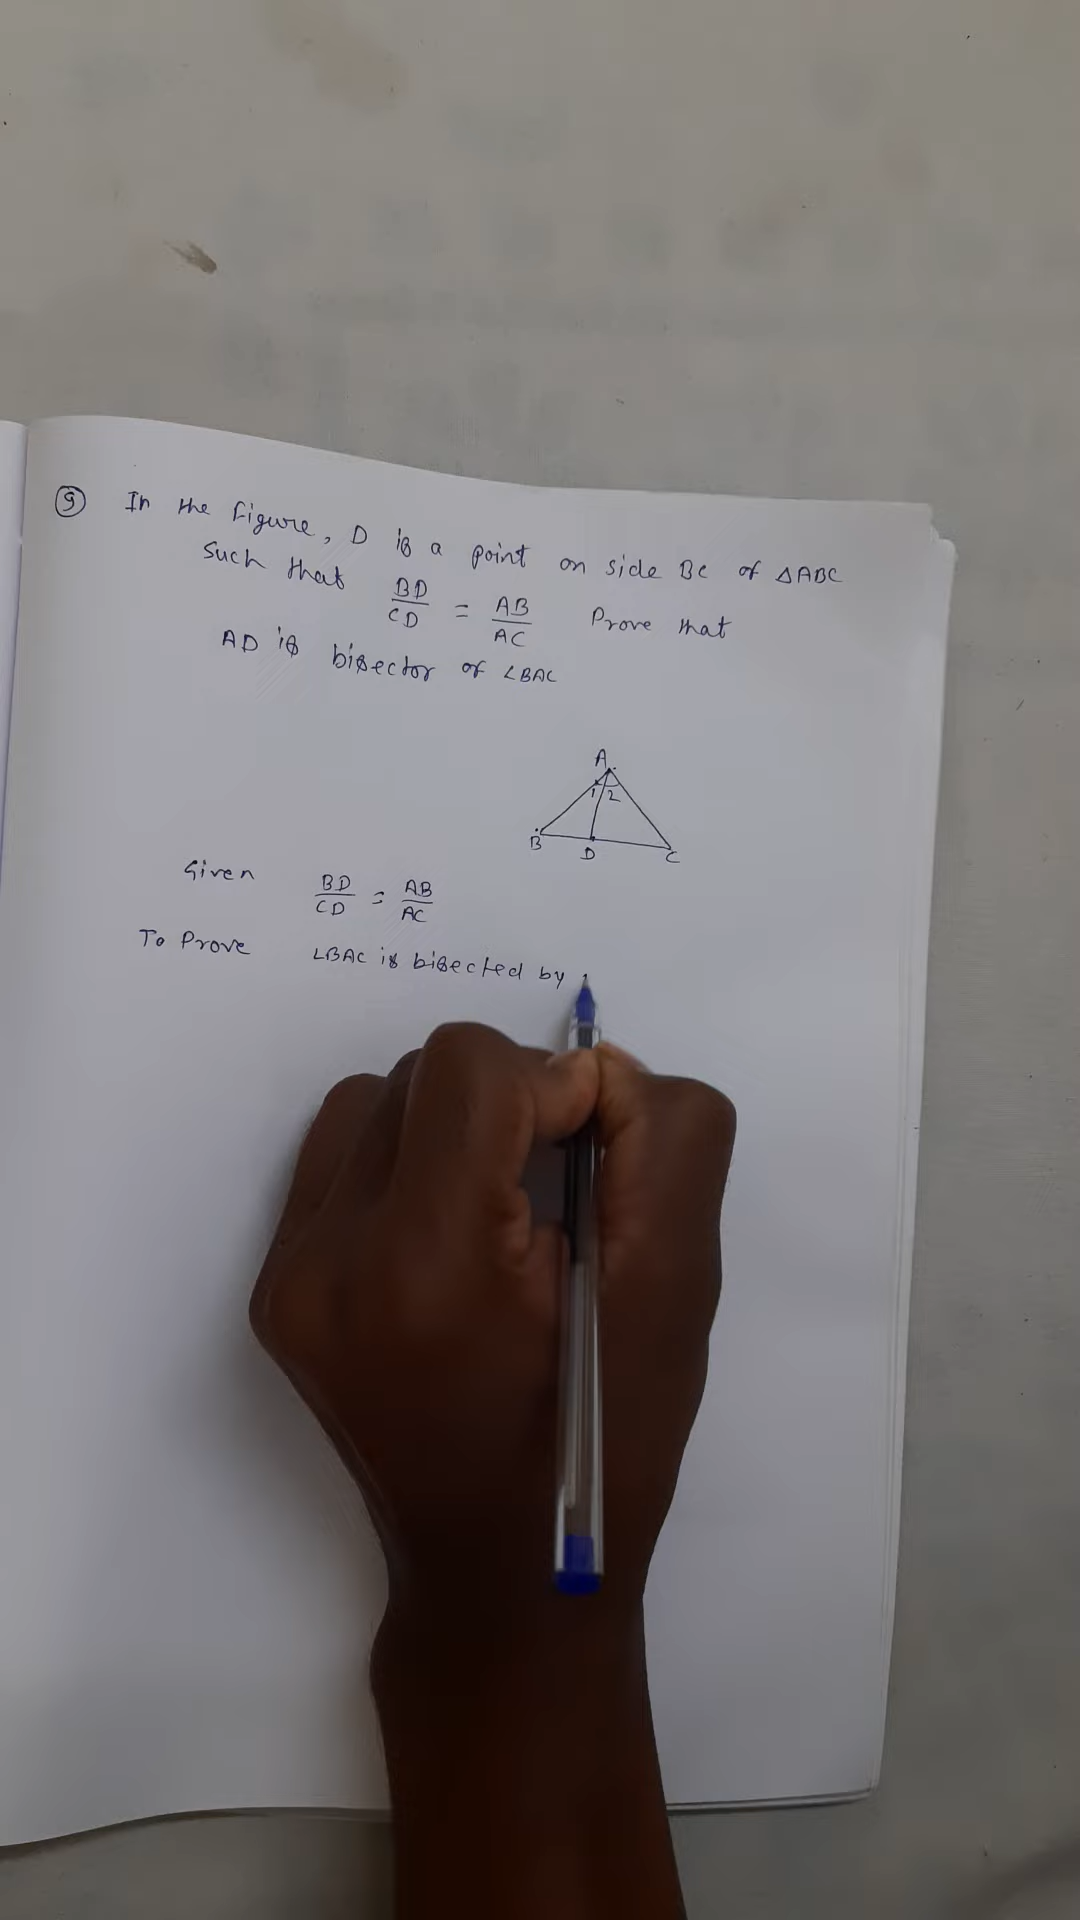 9 In the figure, D is a point on side BC of △ABC
such that BD/CD = AB/AC Prove that
AD is bisector of ∠BAC
A
1 2
B D C
Given BD/CD = AB/AC
To Prove ∠BAC is bisected by